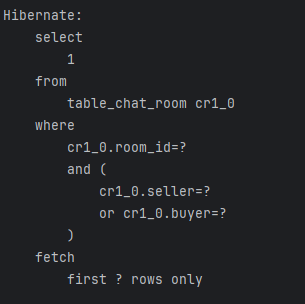 Hibernate:
    select
        1
    from
        table_chat_room cr1_0
    where
        cr1_0.room_id=?
        and (
            cr1_0.seller=?
            or cr1_0.buyer=?
        )
    fetch
        first ? rows only